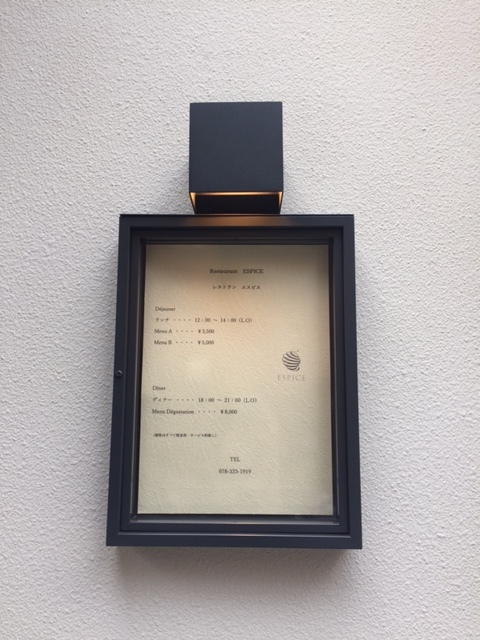 Restaurant ESPICE
レストラン エスピス
Déjeuner
ランチ ・・・・ 12：00 ～ 14：00（L.O）
Menu A ・・・・ ¥3,500
Menu B ・・・・ ¥5,000
ESPICE
Dîner
ディナー ・・・・ 18：00 ～ 21：00（L.O）
Menu Dégustation ・・・・ ¥8,000
TEL
078-325-1919